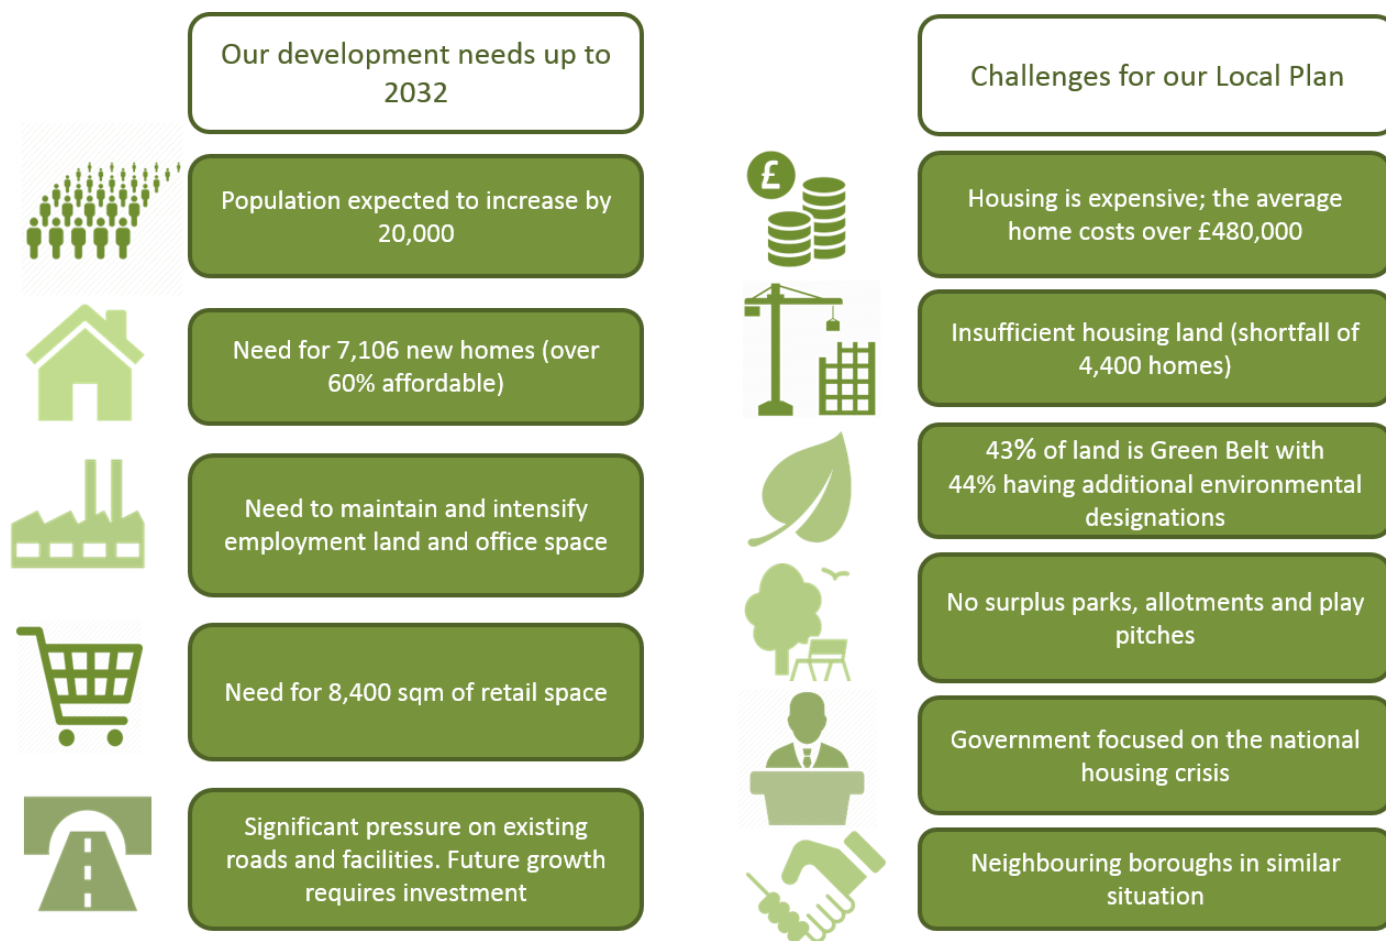 Our development needs up to
2032
Population expected to increase by
20,000
Need for 7,106 new homes (over
60% affordable)
Need to maintain and intensify
employment land and office space
Need for 8,400 sqm of retail space
Significant pressure on existing
roads and facilities. Future growth
requires investment
Challenges for our Local Plan
£
Housing is expensive; the average
home costs over £480,000
Insufficient housing land (shortfall of
4,400 homes)
43% of land is Green Belt with
44% having additional environmental
designations
No surplus parks, allotments and play
pitches
Government focused on the national
housing crisis
Neighbouring boroughs in similar
situation